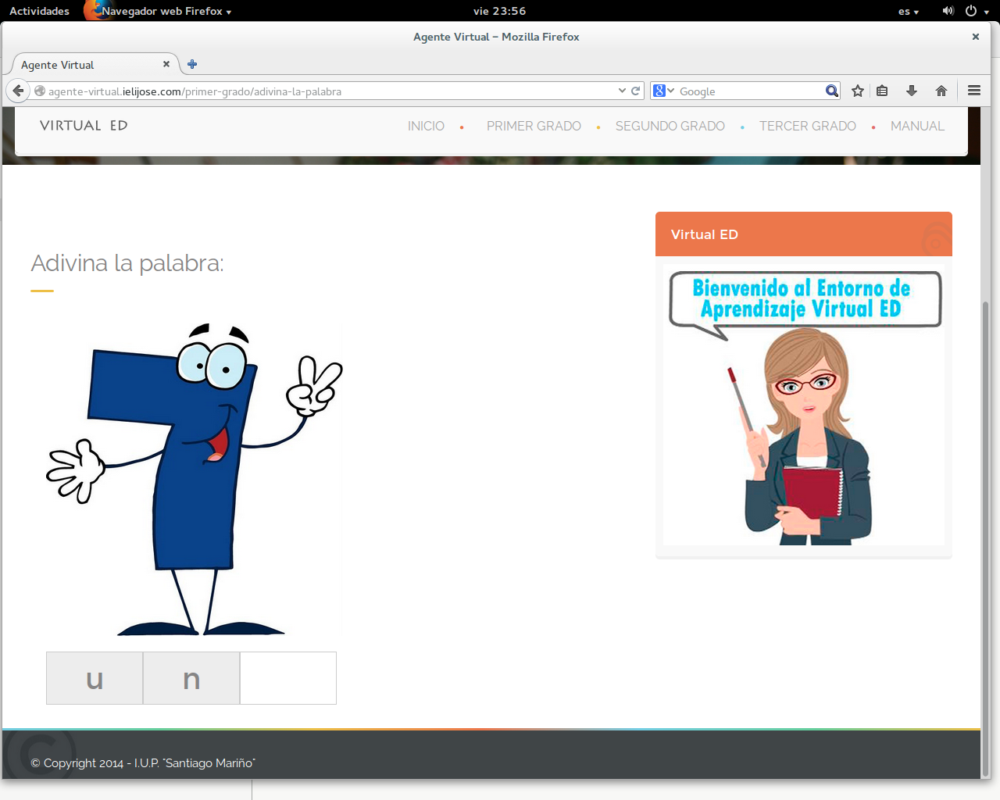 Actividades Navegador web Firefox vie 23:56 es
Agente Virtual – Mozilla Firefox
Agente Virtual
agente-virtual.ielijose.com/primer-grado/adivina-la-palabra
Google
VIRTUAL ED INICIO PRIMER GRADO SEGUNDO GRADO TERCER GRADO MANUAL
Adivina la palabra:
u n
Virtual ED
Bienvenido al Entorno de
Aprendizaje Virtual ED
© Copyright 2014 - I.U.P. "Santiago Mariño"